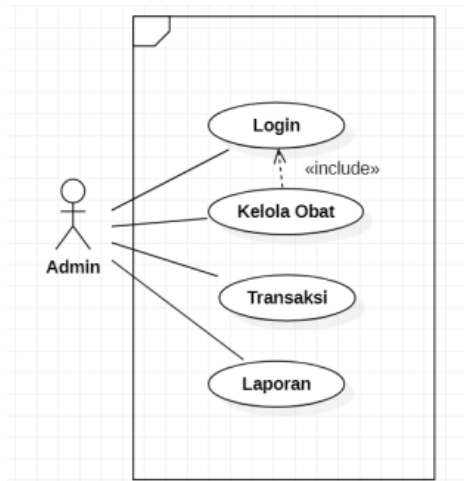 Login
«include»
Kelola Obat
Admin
Transaksi
Laporan